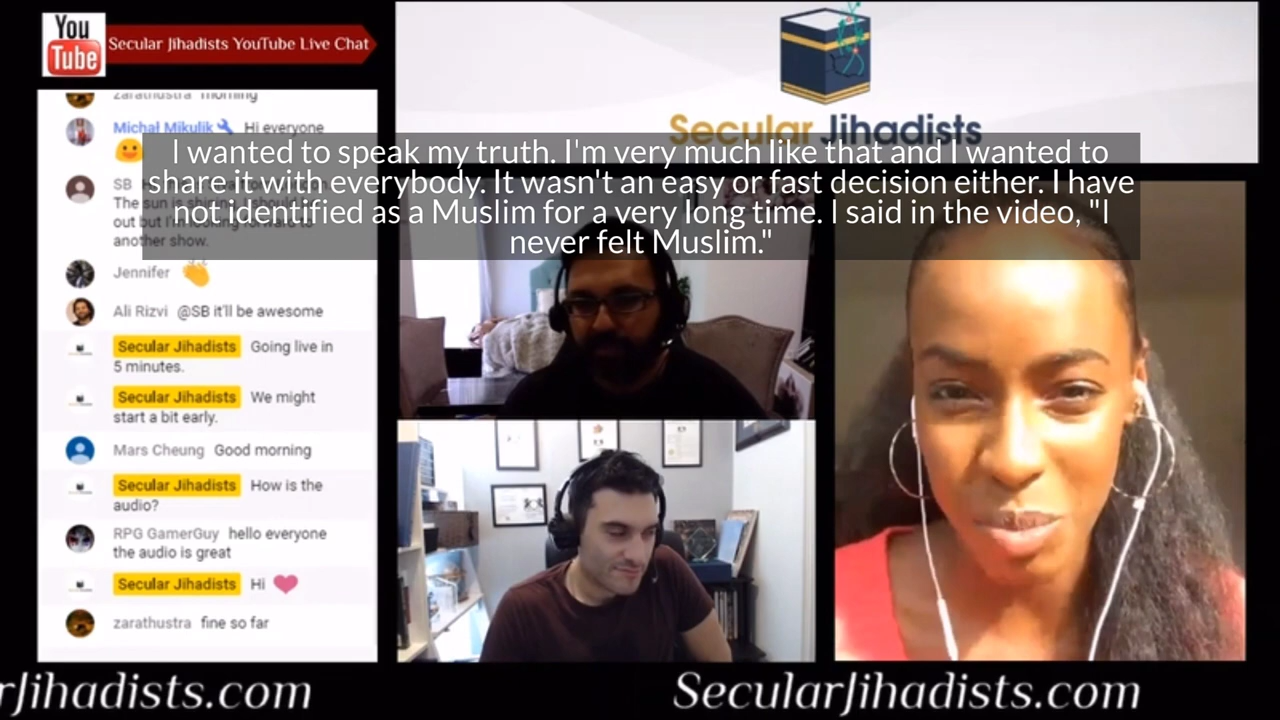 You
Tube
Secular Jihadists YouTube Live Chat
zarathustra morning
Michał Mikulik Hi everyone
SB
The sun is
out but I'm looking forward to
another show.
Jennifer
Ali Rizvi @SB it'll be awesome
Secular Jihadists Going live in
5 minutes.
Secular Jihadists We might
start a bit early.
Mars Cheung Good morning
Secular Jihadists How is the
audio?
RPG GamerGuy hello everyone
the audio is great
Secular Jihadists Hi
zarathustra fine so far
Secular Jihadists
I wanted to speak my truth. I'm very much like that and I wanted to
share it with everybody. It wasn't an easy or fast decision either. I have
not identified as a Muslim for a very long time. I said in the video, "I
never felt Muslim."
rJihadists.com
SecularJihadists.com